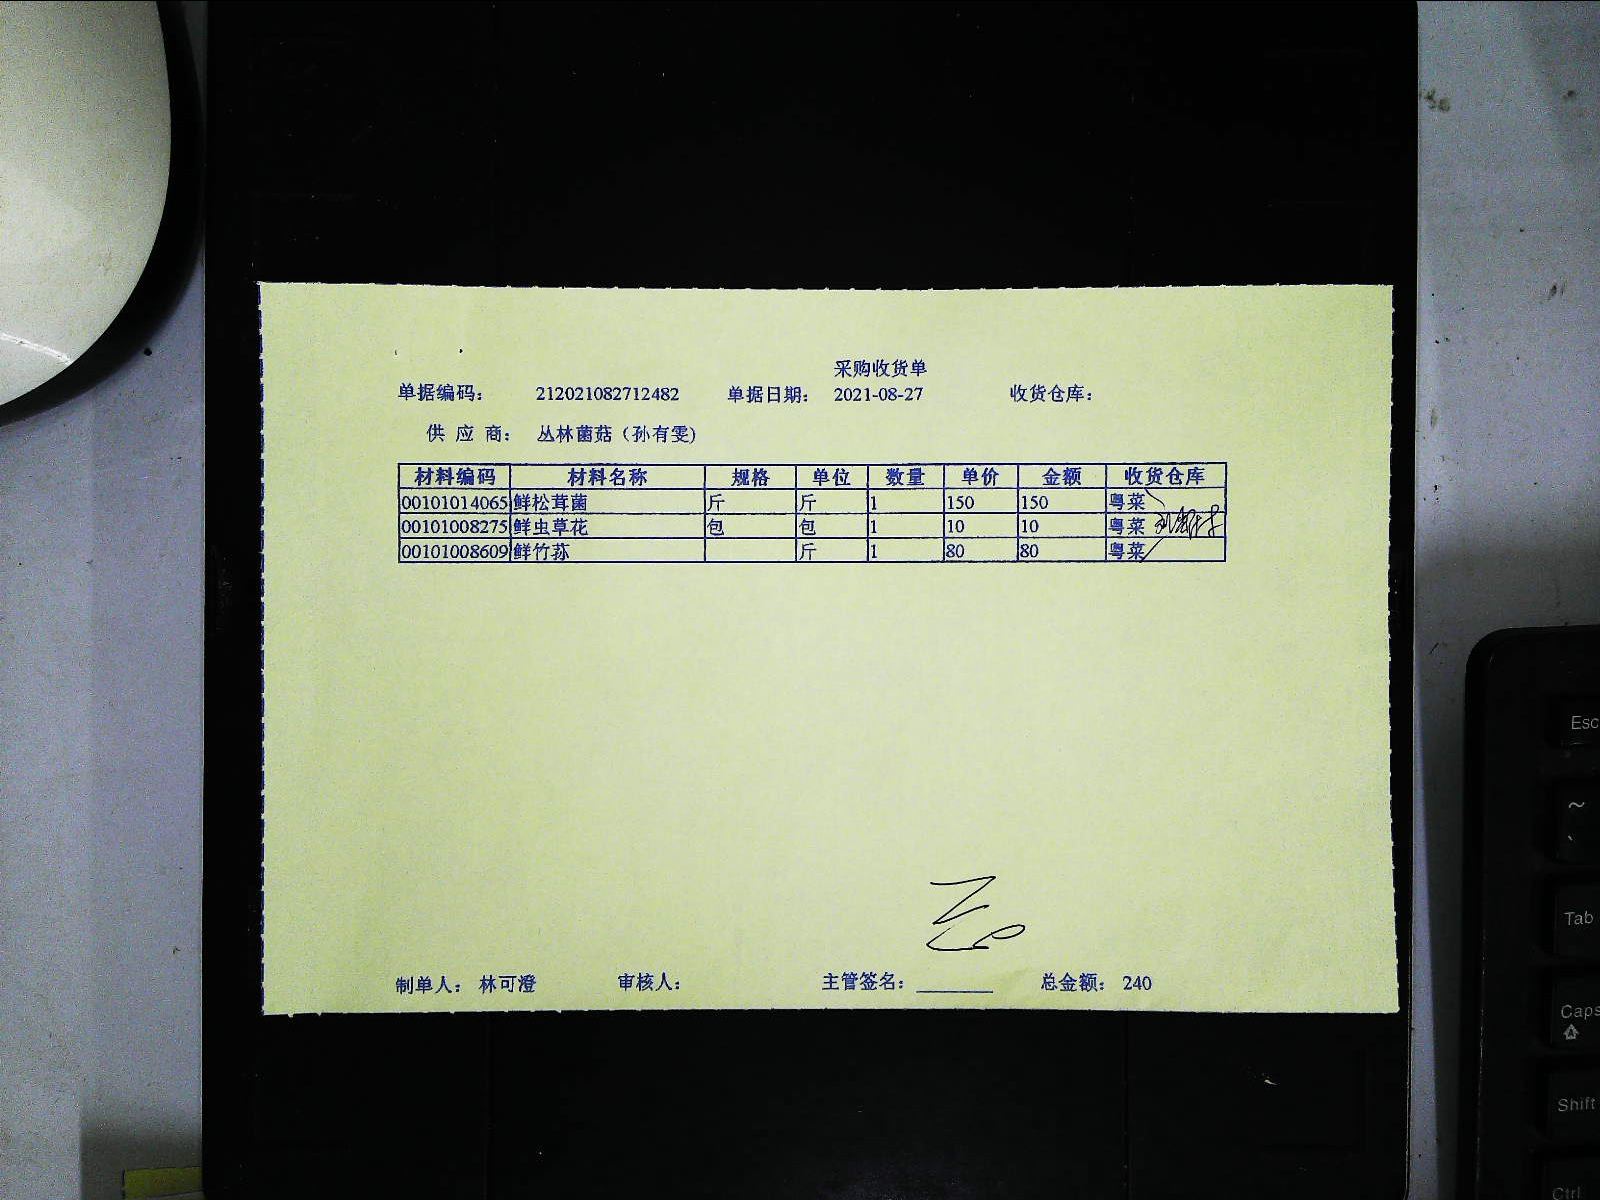 采购收货单
单据编码： 212021082712482 单据日期： 2021-08-27 收货仓库：
供 应 商： 丛林菌菇（孙有雯)
材料编码 材料名称 规格 单位 数量 单价 金额 收货仓库
00101014065 鲜松茸菌 斤 斤 1 150 150 粤菜
00101008275 鲜虫草花 包 包 1 10 10 粤菜
00101008609 鲜竹荪 斤 1 80 80 粤菜
制单人： 林可澄 审核人： 主管签名： 总金额： 240
Esc
~
Tab
Caps
Shift
Ctrl